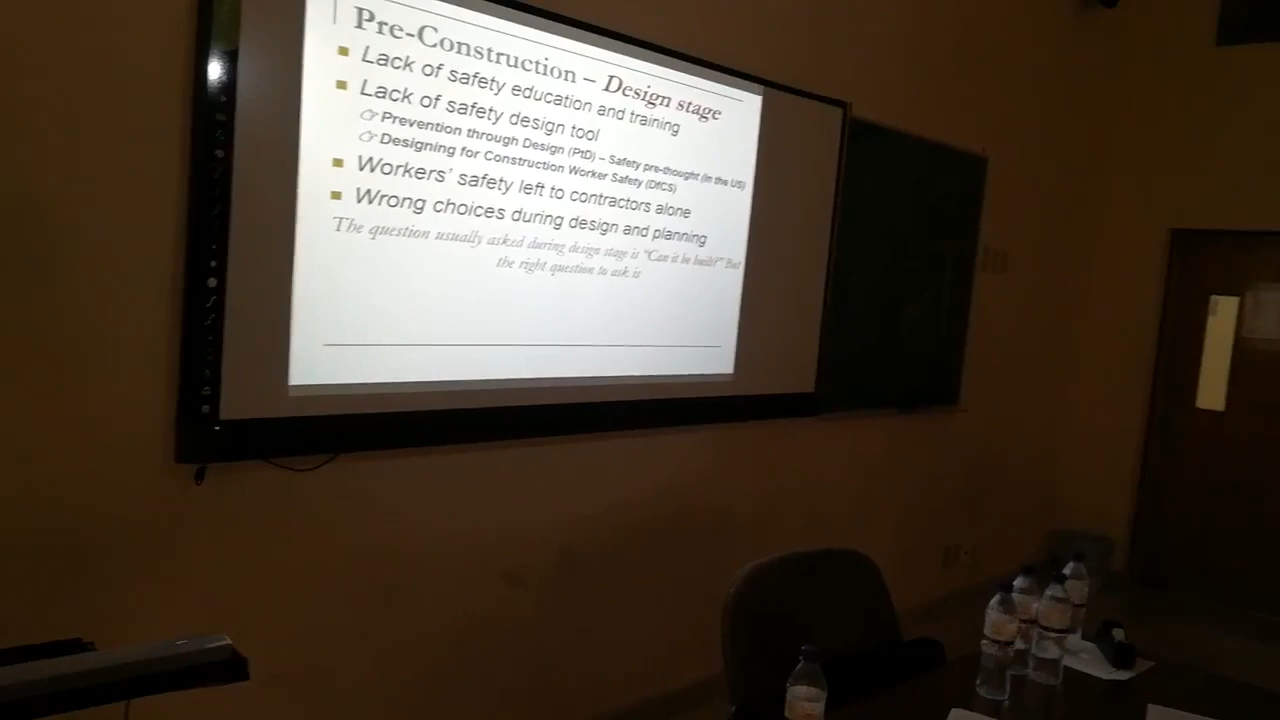 Pre-Construction – Design stage
Lack of safety education and training
Lack of safety design tool
Prevention through Design (PtD) – Safety pre-thought (in the US)
Designing for Construction Worker Safety (DfCS)
Workers’ safety left to contractors alone
Wrong choices during design and planning
The question usually asked during design stage is “Can it be built?” But
the right question to ask is